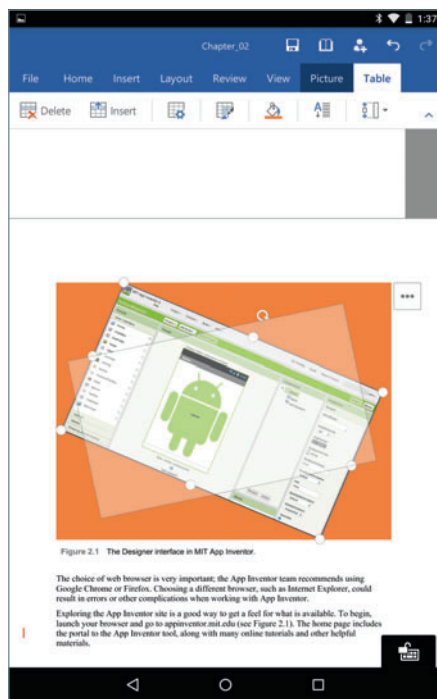 1:37
Chapter_02
File Home Insert Layout Review View Picture Table
Delete Insert
Figure 2.1 The Designer interface in MIT App Inventor.
The choice of web browser is very important; the App Inventor team recommends using
Google Chrome or Firefox. Choosing a different browser, such as Internet Explorer, could
result in errors or other complications when working with App Inventor.
Exploring the App Inventor site is a good way to get a feel for what is available. To begin,
launch your browser and go to appinventor.mit.edu (see Figure 2.1). The home page includes
the portal to the App Inventor tool, along with many online tutorials and other helpful
materials.